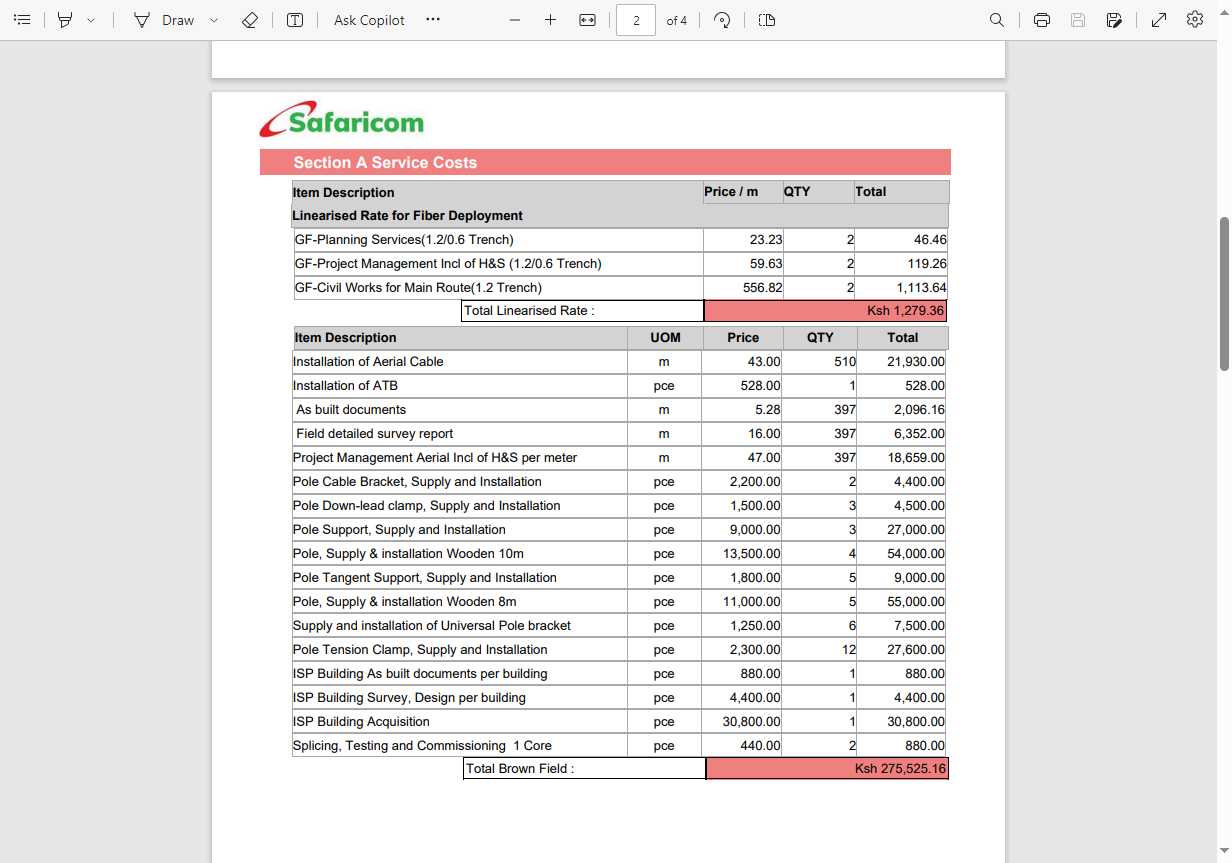 Draw
Ask Copilot
2 of 4
Safaricom
Section A Service Costs
Item Description Price / m QTY Total
Linearised Rate for Fiber Deployment
GF-Planning Services(1.2/0.6 Trench) 23.23 2 46.46
GF-Project Management Incl of H&S (1.2/0.6 Trench) 59.63 2 119.26
GF-Civil Works for Main Route(1.2 Trench) 556.82 2 1,113.64
Total Linearised Rate : Ksh 1,279.36
Item Description UOM Price QTY Total
Installation of Aerial Cable m 43.00 510 21,930.00
Installation of ATB pce 528.00 1 528.00
As built documents m 5.28 397 2,096.16
Field detailed survey report m 16.00 397 6,352.00
Project Management Aerial Incl of H&S per meter m 47.00 397 18,659.00
Pole Cable Bracket, Supply and Installation pce 2,200.00 2 4,400.00
Pole Down-lead clamp, Supply and Installation pce 1,500.00 3 4,500.00
Pole Support, Supply and Installation pce 9,000.00 3 27,000.00
Pole, Supply & installation Wooden 10m pce 13,500.00 4 54,000.00
Pole Tangent Support, Supply and Installation pce 1,800.00 5 9,000.00
Pole, Supply & installation Wooden 8m pce 11,000.00 5 55,000.00
Supply and installation of Universal Pole bracket pce 1,250.00 6 7,500.00
Pole Tension Clamp, Supply and Installation pce 2,300.00 12 27,600.00
ISP Building As built documents per building pce 880.00 1 880.00
ISP Building Survey, Design per building pce 4,400.00 1 4,400.00
ISP Building Acquisition pce 30,800.00 1 30,800.00
Splicing, Testing and Commissioning 1 Core pce 440.00 2 880.00
Total Brown Field : Ksh 275,525.16